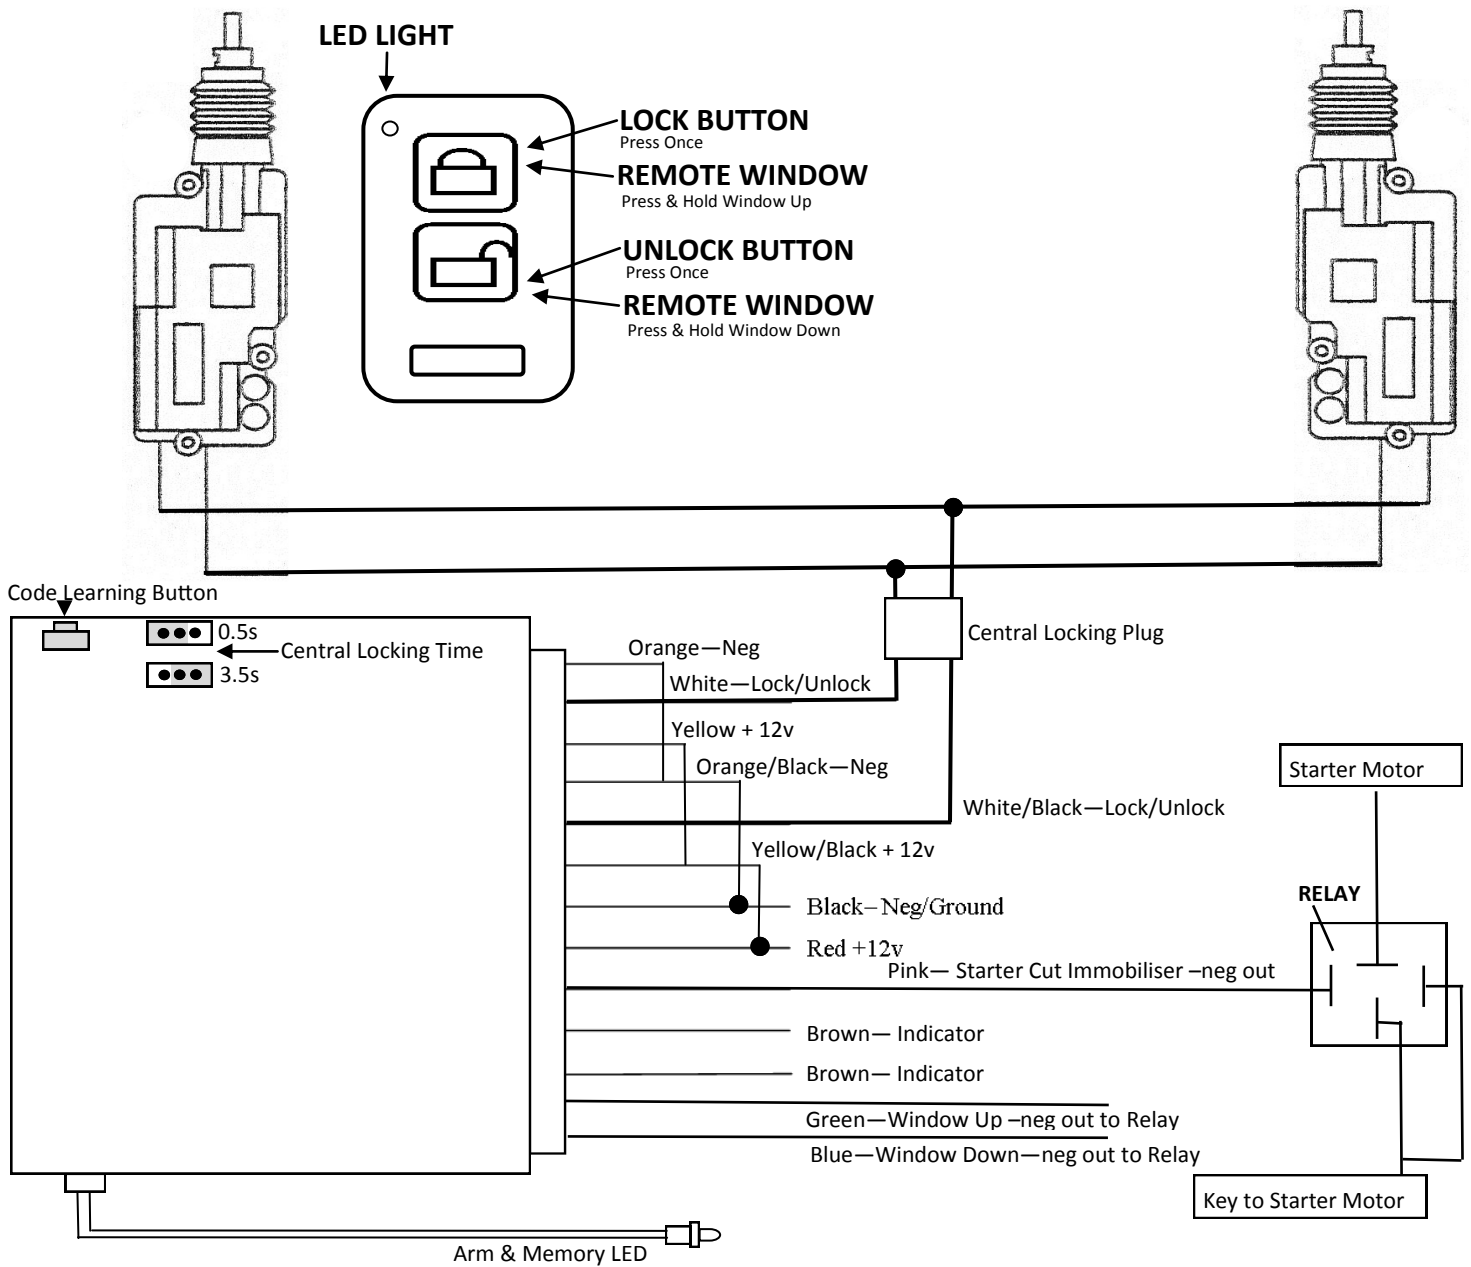 LED LIGHT
LOCK BUTTON
Press Once
REMOTE WINDOW
Press & Hold Window Up
UNLOCK BUTTON
Press Once
REMOTE WINDOW
Press & Hold Window Down
Code Learning Button
0.5s
Central Locking Time
3.5s
Central Locking Plug
Orange—Neg
White—Lock/Unlock
Yellow + 12v
Orange/Black—Neg
White/Black—Lock/Unlock
Yellow/Black + 12v
Black–Neg/Ground
Red +12v
Pink— Starter Cut Immobiliser –neg out
Brown— Indicator
Brown— Indicator
Green—Window Up –neg out to Relay
Blue—Window Down—neg out to Relay
Starter Motor
RELAY
Key to Starter Motor
Arm & Memory LED